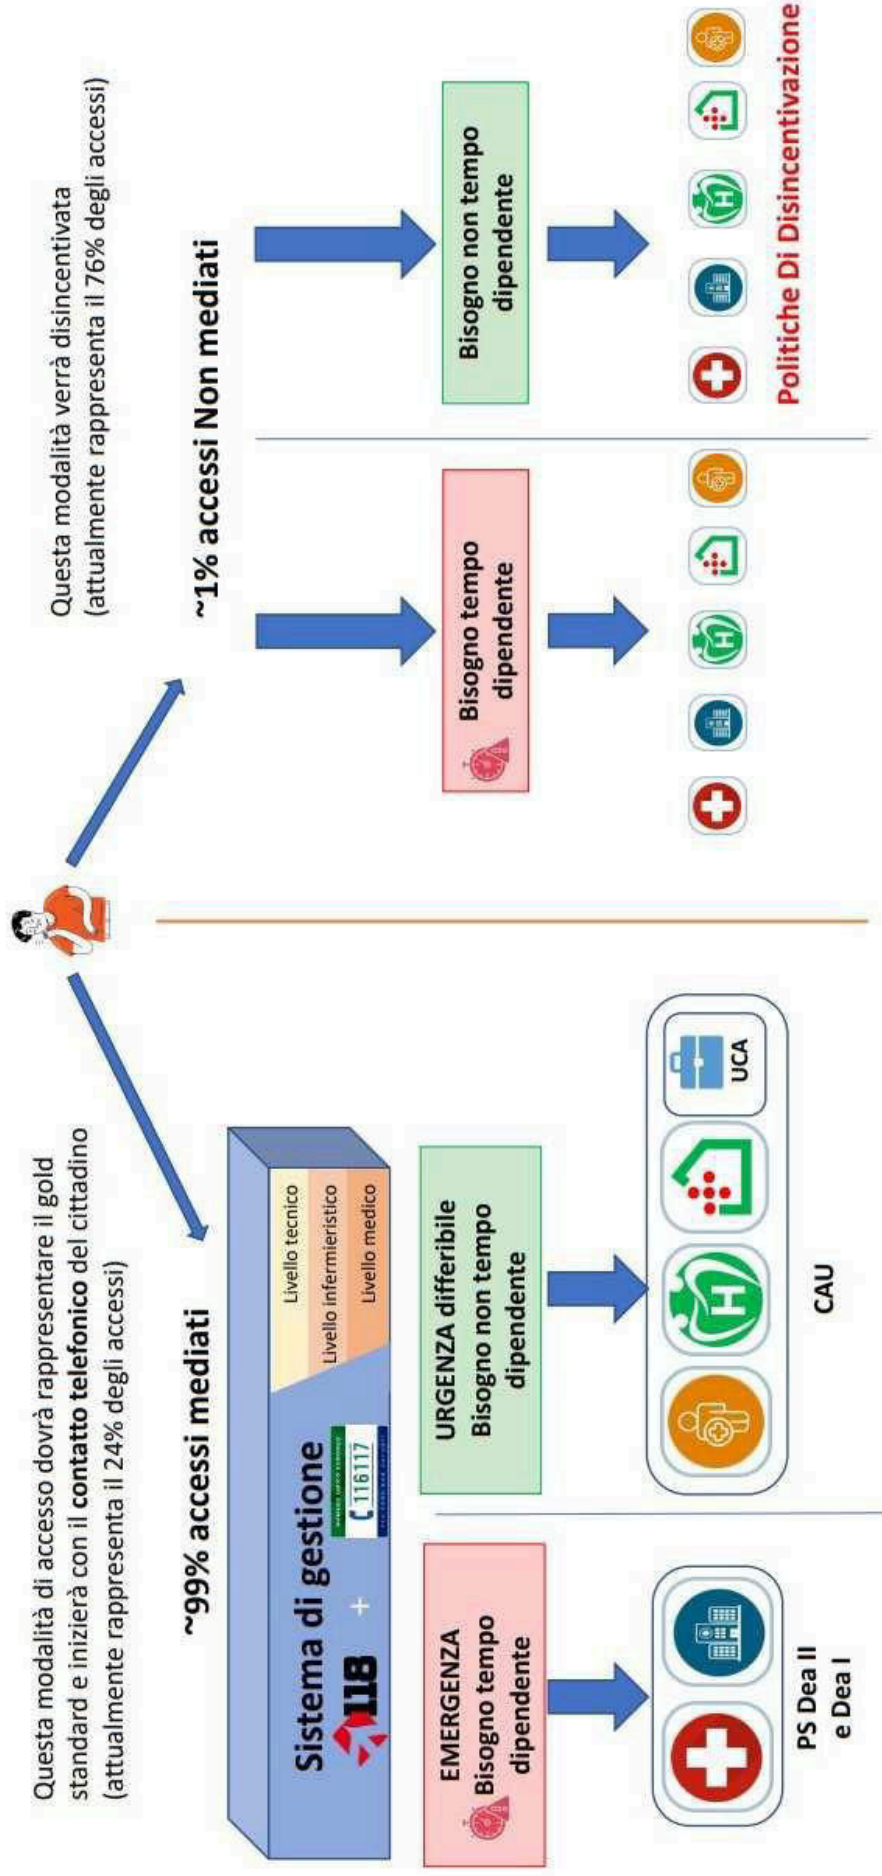 Questa modalità di accesso dovrà rappresentare il gold
standard e inizierà con il contatto telefonico del cittadino
(attualmente rappresenta il 24% degli accessi)
~99% accessi mediati
Sistema di gestione
118
+
116117
Livello tecnico
Livello infermieristico
Livello medico
EMERGENZA
Bisogno tempo
dipendente
PS Dea II
e Dea I
URGENZA differibile
Bisogno non tempo
dipendente
H
UCA
CAU
Questa modalità verrà disincentivata
(attualmente rappresenta il 76% degli accessi)
~1% accessi Non mediati
Bisogno tempo
dipendente
H
Bisogno non tempo
dipendente
H
Politiche Di Disincentivazione